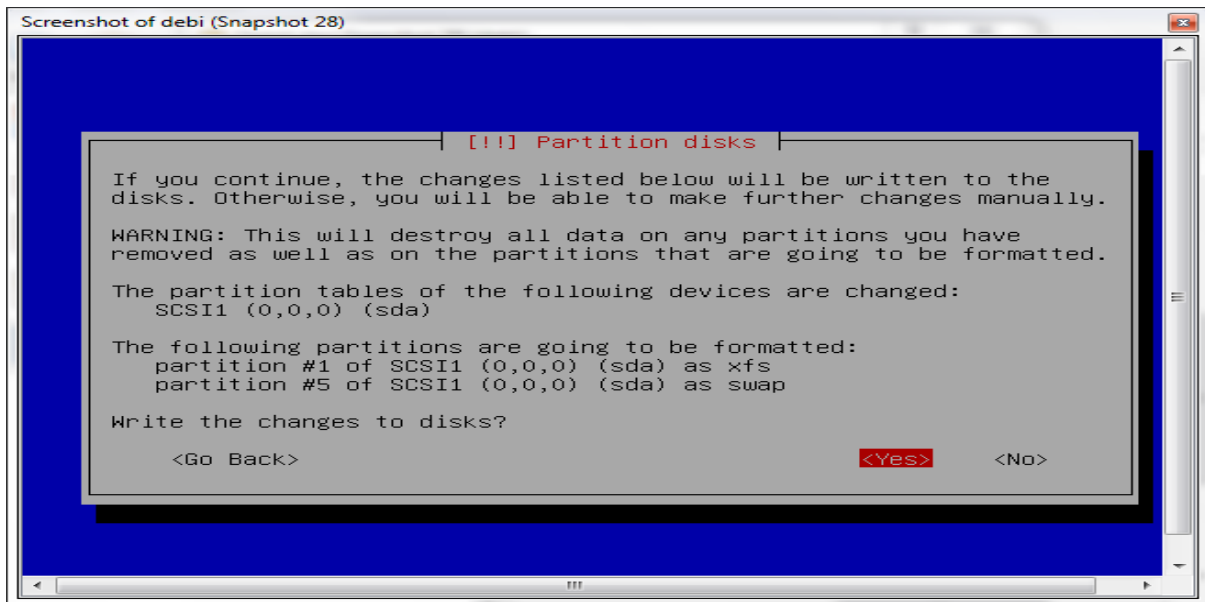 Screenshot of debi (Snapshot 28)
[!!] Partition disks
If you continue, the changes listed below will be written to the
disks. Otherwise, you will be able to make further changes manually.
WARNING: This will destroy all data on any partitions you have
removed as well as on the partitions that are going to be formatted.
The partition tables of the following devices are changed:
SCSI1 (0,0,0) (sda)
The following partitions are going to be formatted:
partition #1 of SCSI1 (0,0,0) (sda) as xfs
partition #5 of SCSI1 (0,0,0) (sda) as swap
Write the changes to disks?
<Go Back> <Yes> <No>